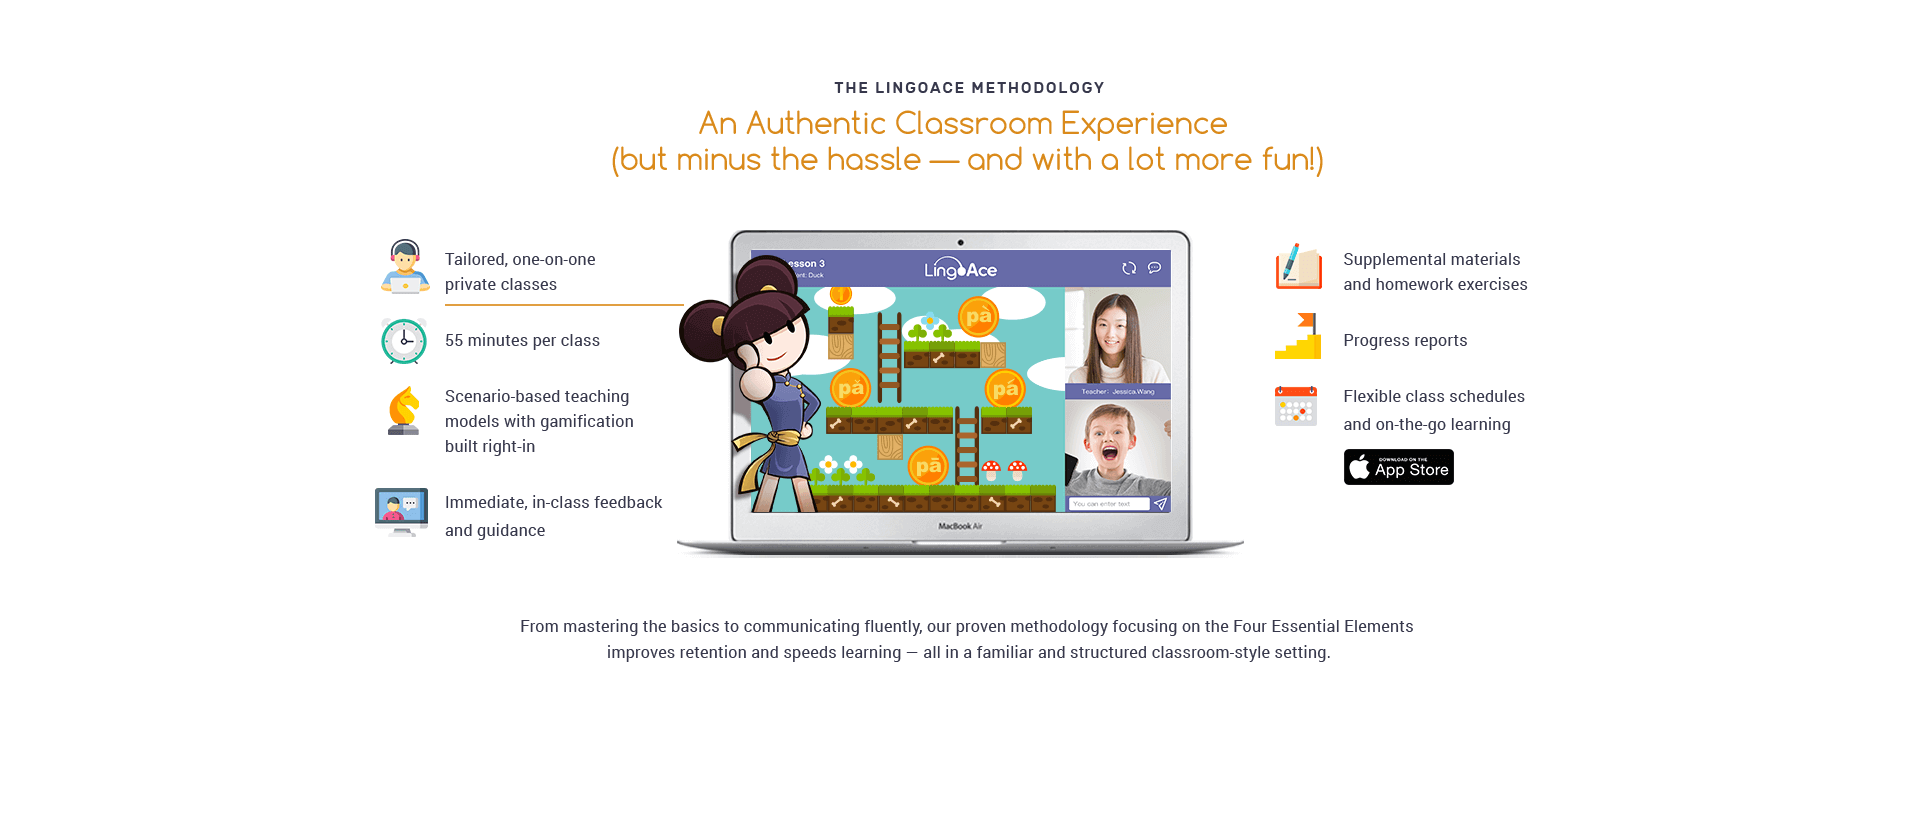 THE LINGOACE METHODOLOGY
An Authentic Classroom Experience
(but minus the hassle — and with a lot more fun!)
Tailored, one-on-one
private classes
55 minutes per class
Scenario-based teaching
models with gamification
built right-in
Immediate, in-class feedback
and guidance
Lesson 3
Duck
LingoAce
pà
pǎ
pá
pā
Teacher: Jessica.Wang
You can enter text
MacBook Air
Supplemental materials
and homework exercises
Progress reports
Flexible class schedules
and on-the-go learning
DOWNLOAD ON THE
App Store
From mastering the basics to communicating fluently, our proven methodology focusing on the Four Essential Elements
improves retention and speeds learning — all in a familiar and structured classroom-style setting.